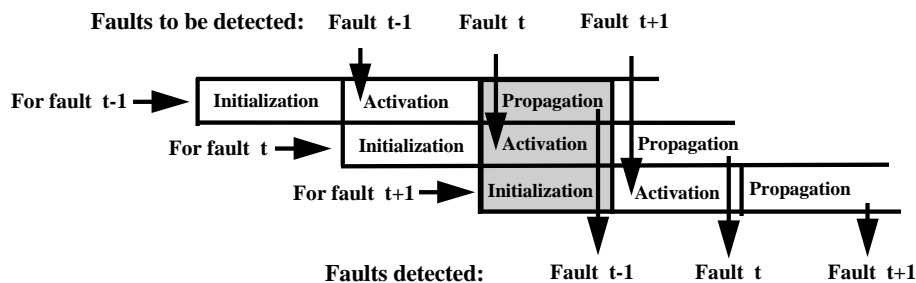 Faults to be detected: Fault t-1 Fault t Fault t+1
For fault t-1 Initialization Activation Propagation
For fault t Initialization Activation Propagation
For fault t+1 Initialization Activation Propagation
Faults detected: Fault t-1 Fault t Fault t+1